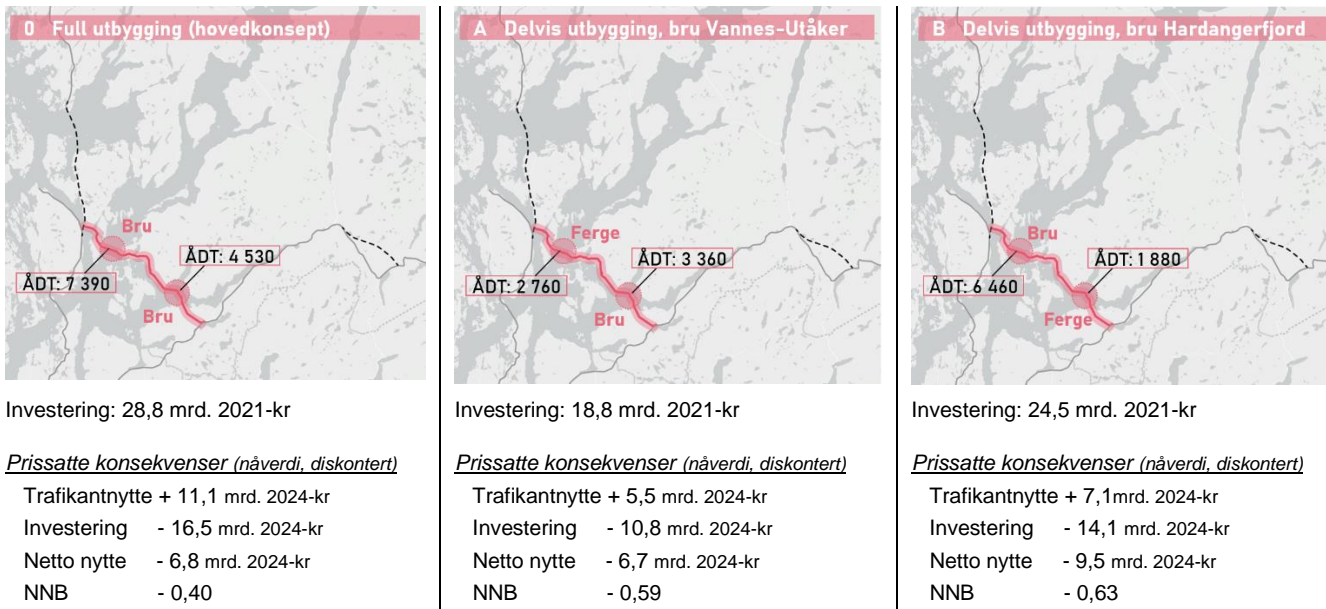 0 Full utbygging (hovedkonsept)
Bru
ÅDT: 4 530
ÅDT: 7 390
Bru
Investering: 28,8 mrd. 2021-kr
Prissatte konsekvenser (nåverdi, diskontert)
Trafikantnytte + 11,1 mrd. 2024-kr
Investering - 16,5 mrd. 2024-kr
Netto nytte - 6,8 mrd. 2024-kr
NNB - 0,40
A Delvis utbygging, bru Vannes-Utåker
Ferge
ÅDT: 3 360
ÅDT: 2 760
Bru
Investering: 18,8 mrd. 2021-kr
Prissatte konsekvenser (nåverdi, diskontert)
Trafikantnytte + 5,5 mrd. 2024-kr
Investering - 10,8 mrd. 2024-kr
Netto nytte - 6,7 mrd. 2024-kr
NNB - 0,59
B Delvis utbygging, bru Hardangerfjord
Bru
ÅDT: 1 880
ÅDT: 6 460
Ferge
Investering: 24,5 mrd. 2021-kr
Prissatte konsekvenser (nåverdi, diskontert)
Trafikantnytte + 7,1mrd. 2024-kr
Investering - 14,1 mrd. 2024-kr
Netto nytte - 9,5 mrd. 2024-kr
NNB - 0,63